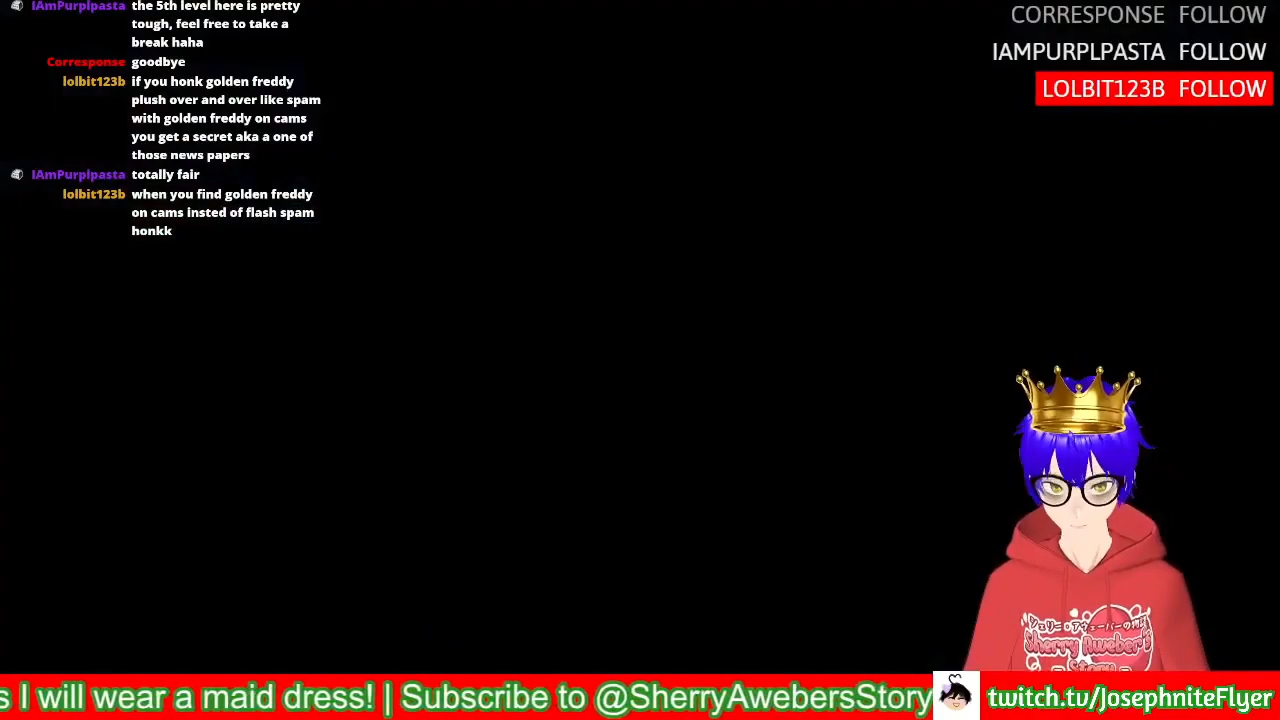 IAmPurplpasta the 5th level here is pretty
tough, feel free to take a
break haha
Corresponse goodbye
lolbit123b if you honk golden freddy
plush over and over like spam
with golden freddy on cams
you get a secret aka a one of
those news papers
IAmPurplpasta totally fair
lolbit123b when you find golden freddy
on cams insted of flash spam
honkk
CORRESPONSE FOLLOW
IAMPURPLPASTA FOLLOW
LOLBIT123B FOLLOW
Sherry Aweber's
Story
s I will wear a maid dress! | Subscribe to @SherryAwebersStory
twitch.tv/JosephniteFlyer